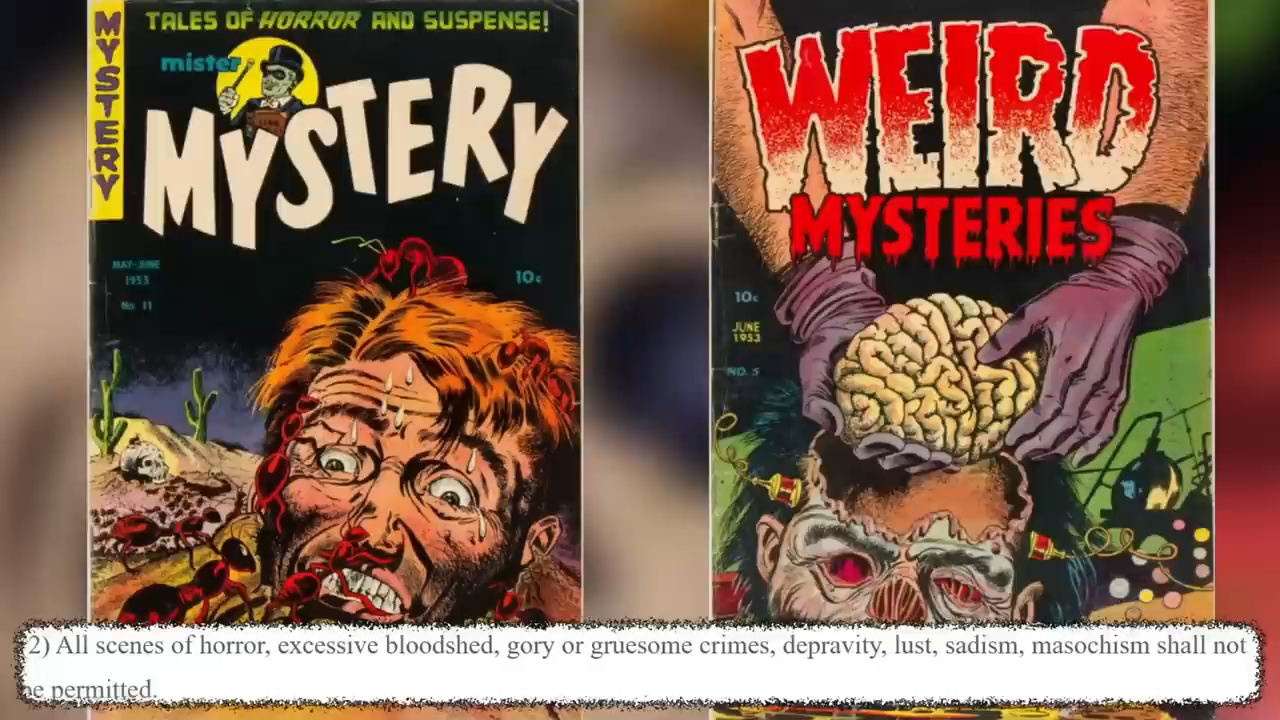 MYSTERY
TALES OF HORROR AND SUSPENSE!
mister
MYSTERY
MAY-JUNE
1953
No. 11
10¢
WEIRD
MYSTERIES
10¢
JUNE
1953
NO. 5
2) All scenes of horror, excessive bloodshed, gory or gruesome crimes, depravity, lust, sadism, masochism shall not
be permitted.